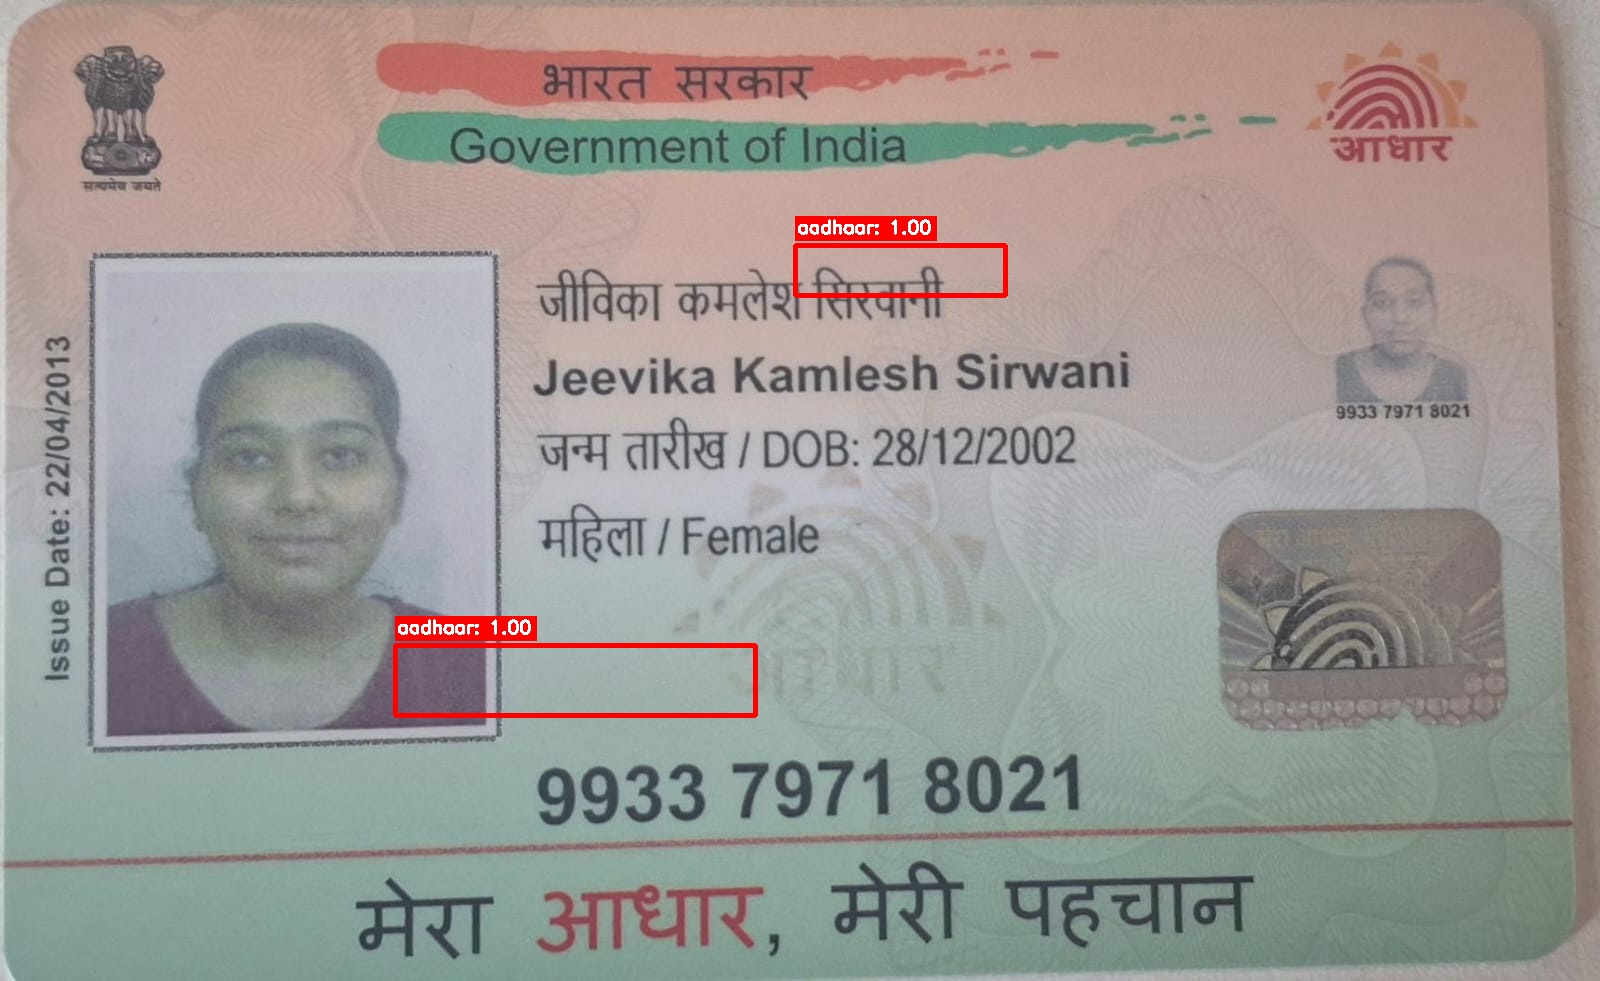 भारत सरकार
Government of India
सत्यमेव जयते
आधार
aadhaar: 1.00
जीविका कमलेश सिरवानी
Jeevika Kamlesh Sirwani
जन्म तारीख / DOB: 28/12/2002
महिला / Female
9933 7971 8021
Issue Date: 22/04/2013
aadhaar: 1.00
आधार
9933 7971 8021
मेरा आधार, मेरी पहचान